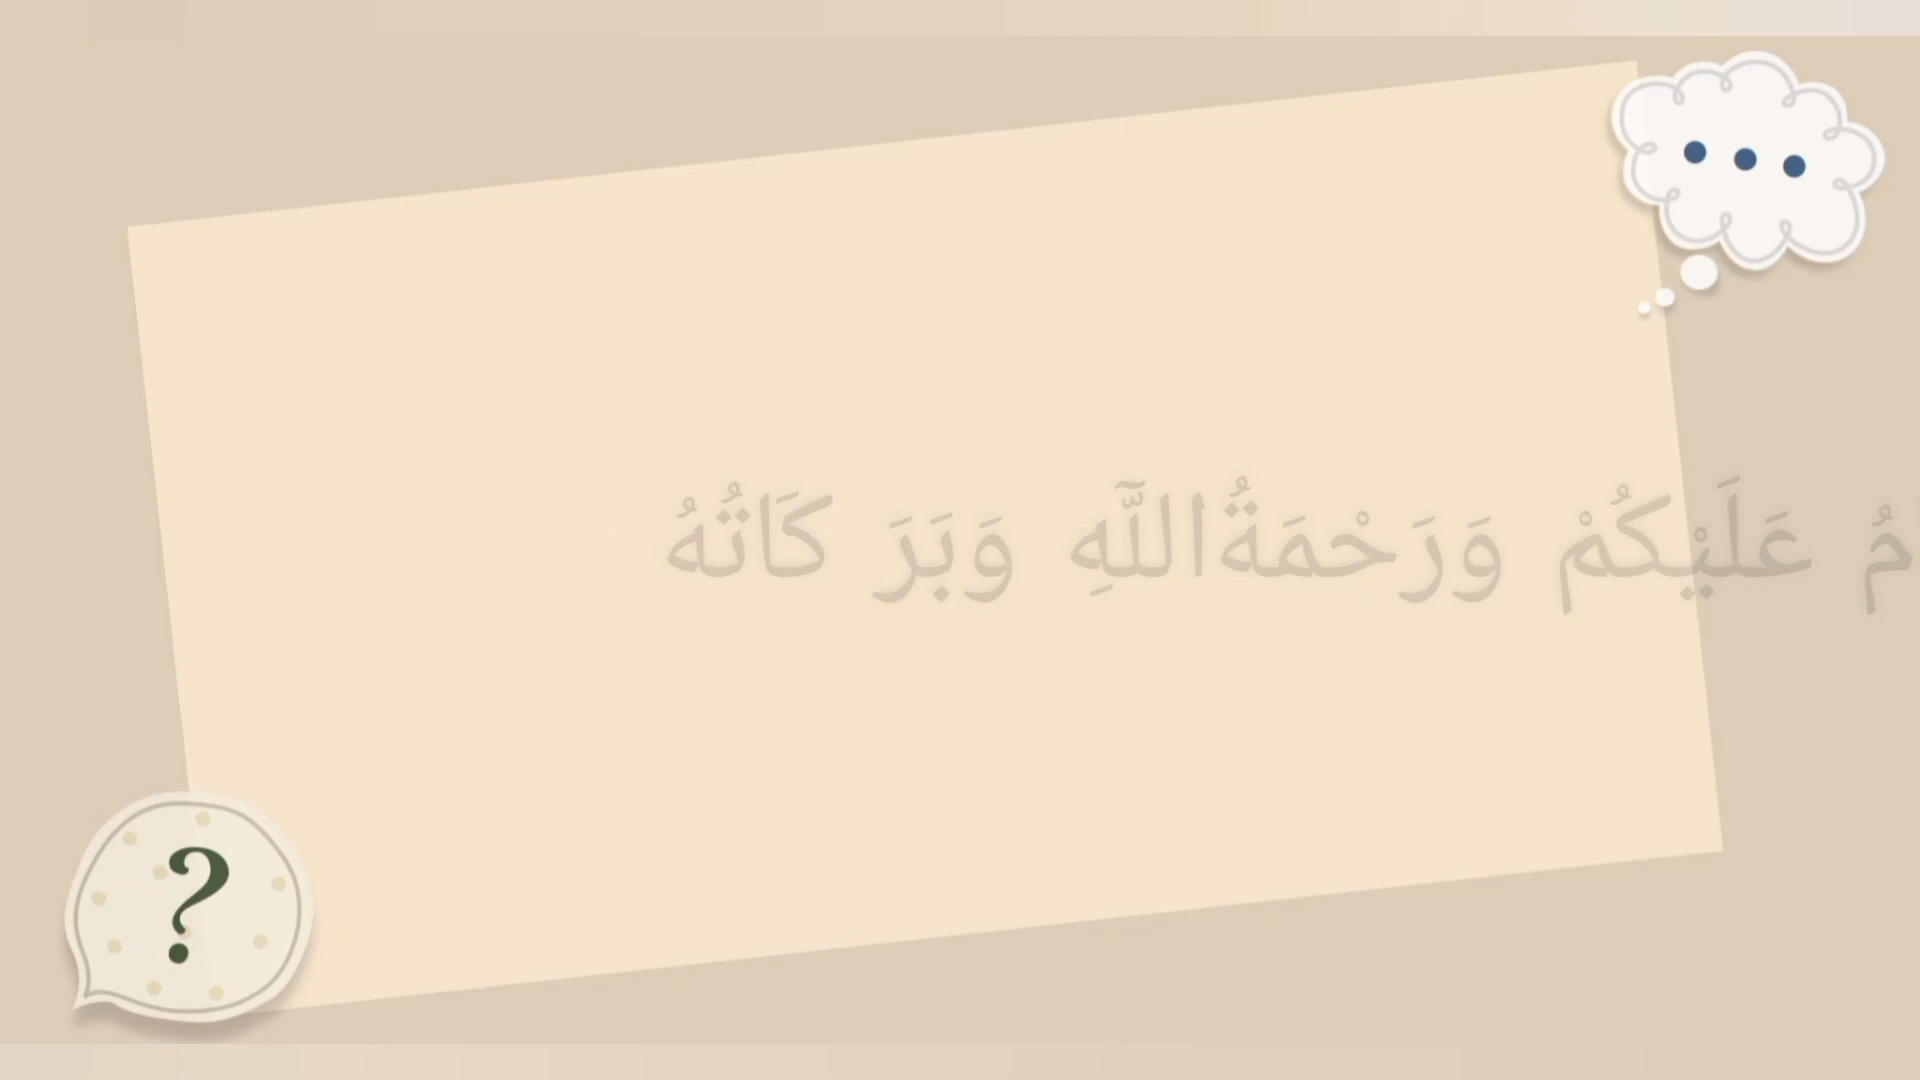 مُ عَلَيْكُمْ وَرَحْمَةُاللَّهِ وَبَرَ كَاتُهُ
?